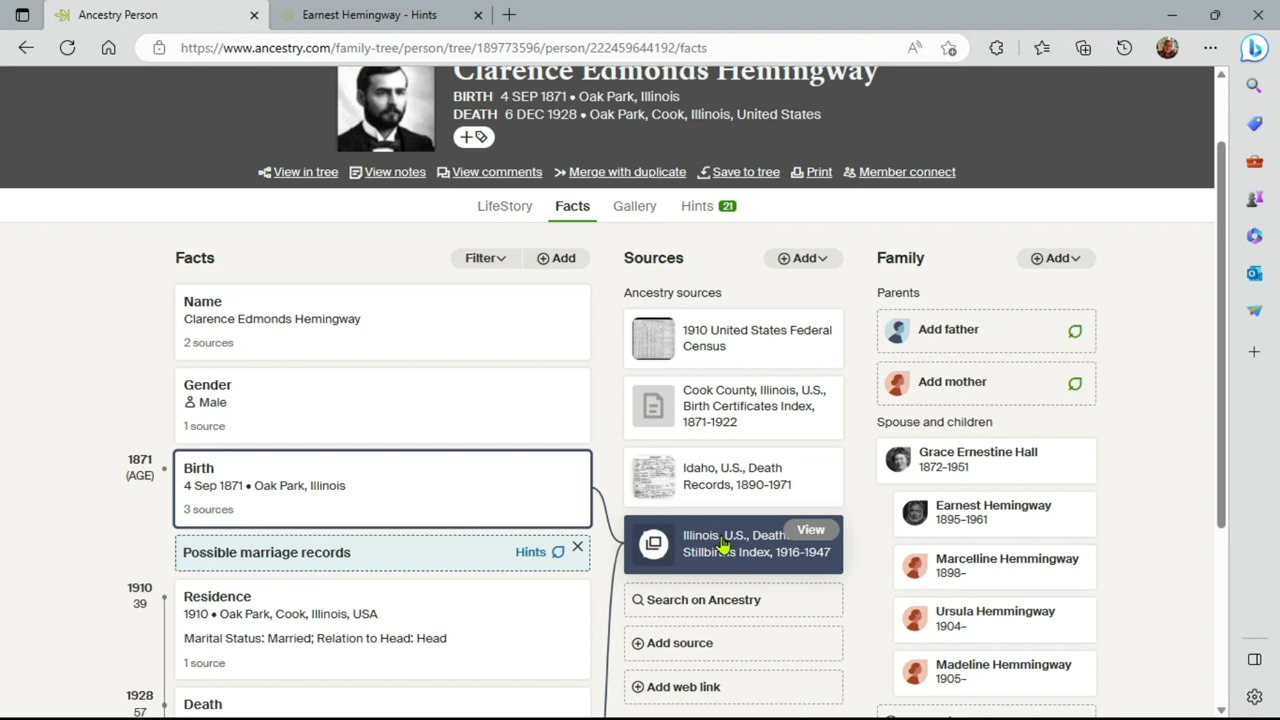 Ancestry Person
Earnest Hemingway - Hints
https://www.ancestry.com/family-tree/person/tree/189773596/person/222459644192/facts
Clarence Edmonds Hemingway
BIRTH 4 SEP 1871 • Oak Park, Illinois
DEATH 6 DEC 1928 • Oak Park, Cook, Illinois, United States
View in tree View notes View comments Merge with duplicate Save to tree Print Member connect
LifeStory Facts Gallery Hints 21
Facts
Filter
Add
Name
Clarence Edmonds Hemingway
2 sources
Gender
Male
1 source
1871
(AGE)
Birth
4 Sep 1871 • Oak Park, Illinois
3 sources
Possible marriage records
Hints
1910
39
Residence
1910 • Oak Park, Cook, Illinois, USA
Marital Status: Married; Relation to Head: Head
1 source
1928
57
Death
Sources
Add
Ancestry sources
1910 United States Federal
Census
Cook County, Illinois, U.S.,
Birth Certificates Index,
1871-1922
Idaho, U.S., Death
Records, 1890-1971
View
Illinois, U.S., Death
Index, 1916-1947
Search on Ancestry
Add source
Add web link
Family
Add
Parents
Add father
Add mother
Spouse and children
Grace Ernestine Hall
1872–1951
Earnest Hemingway
1895–1961
Marcelline Hemmingway
1898–
Ursula Hemmingway
1904–
Madeline Hemmingway
1905–